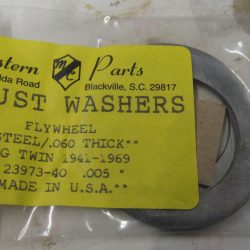 stern Parts
da Road Blackville, S.C. 29817
UST WASHERS
FLYWHEEL
STEEL/.060 THICK**
G TWIN 1941-1969
23973-40 .005 *
MADE IN U.S.A.**